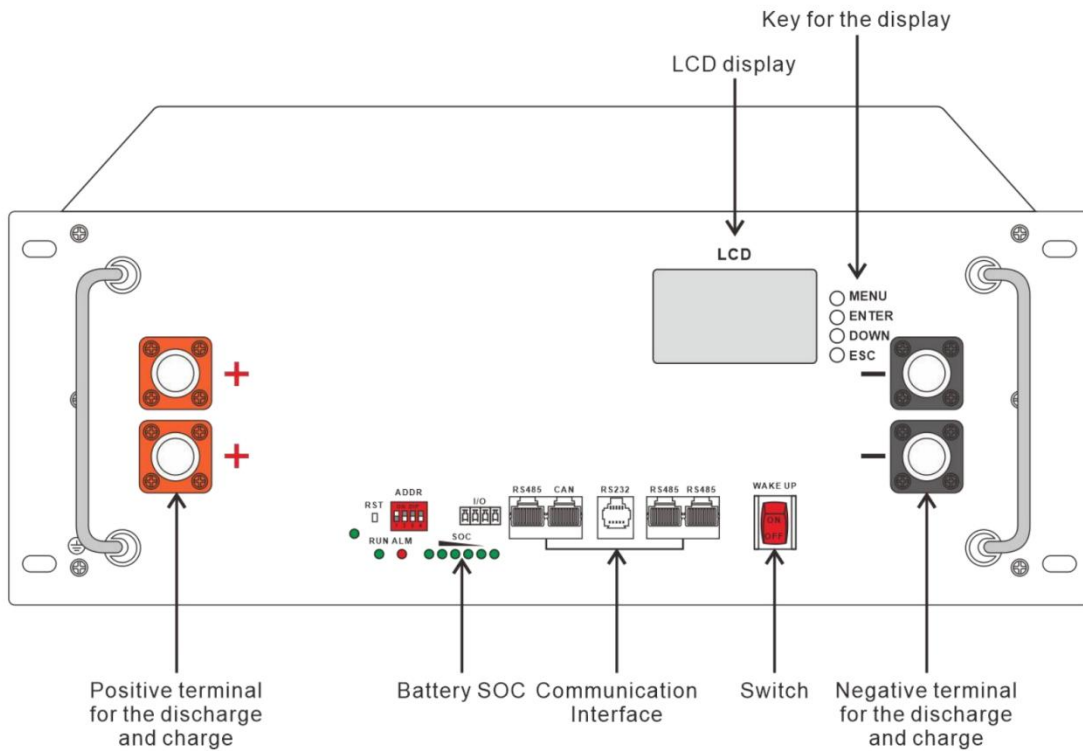 Key for the display
LCD display
LCD
MENU
ENTER
DOWN
ESC
+
−
+
−
ADDR
RST
I/O
RS485 CAN RS232 RS485 RS485
WAKE UP
ON
OFF
RUN ALM
SOC
Positive terminal
for the discharge
and charge
Battery SOC
Communication
Interface
Switch
Negative terminal
for the discharge
and charge